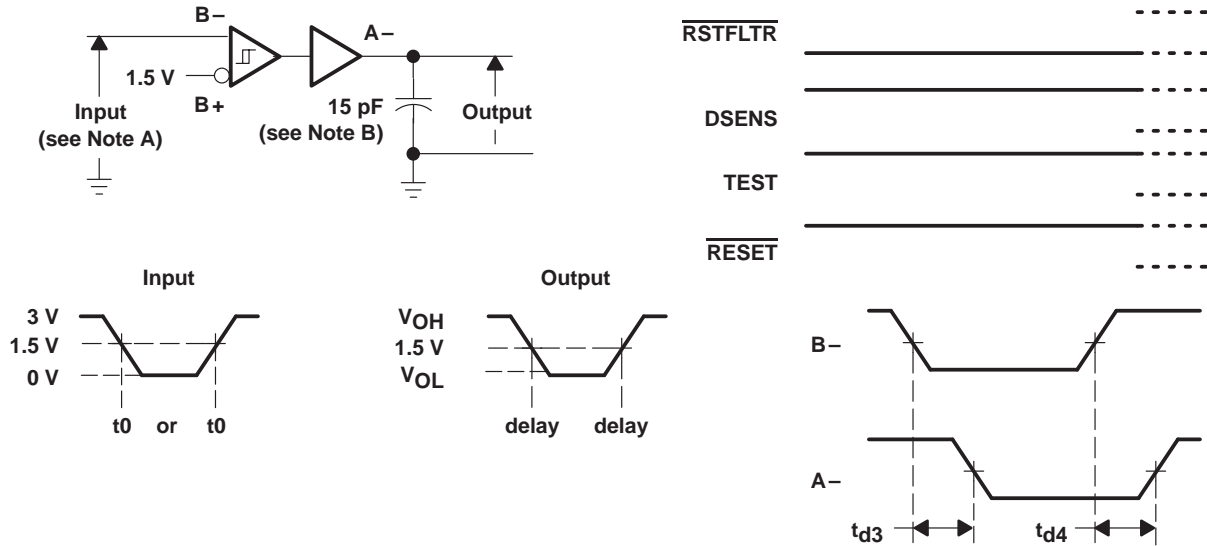 B–
A–
1.5 V
B+
Input
(see Note A)
15 pF
(see Note B)
Output
RSTFLTR
DSENS
TEST
RESET
Input
3 V
1.5 V
0 V
t0 or t0
Output
VOH
1.5 V
VOL
delay delay
B–
A–
td3
td4